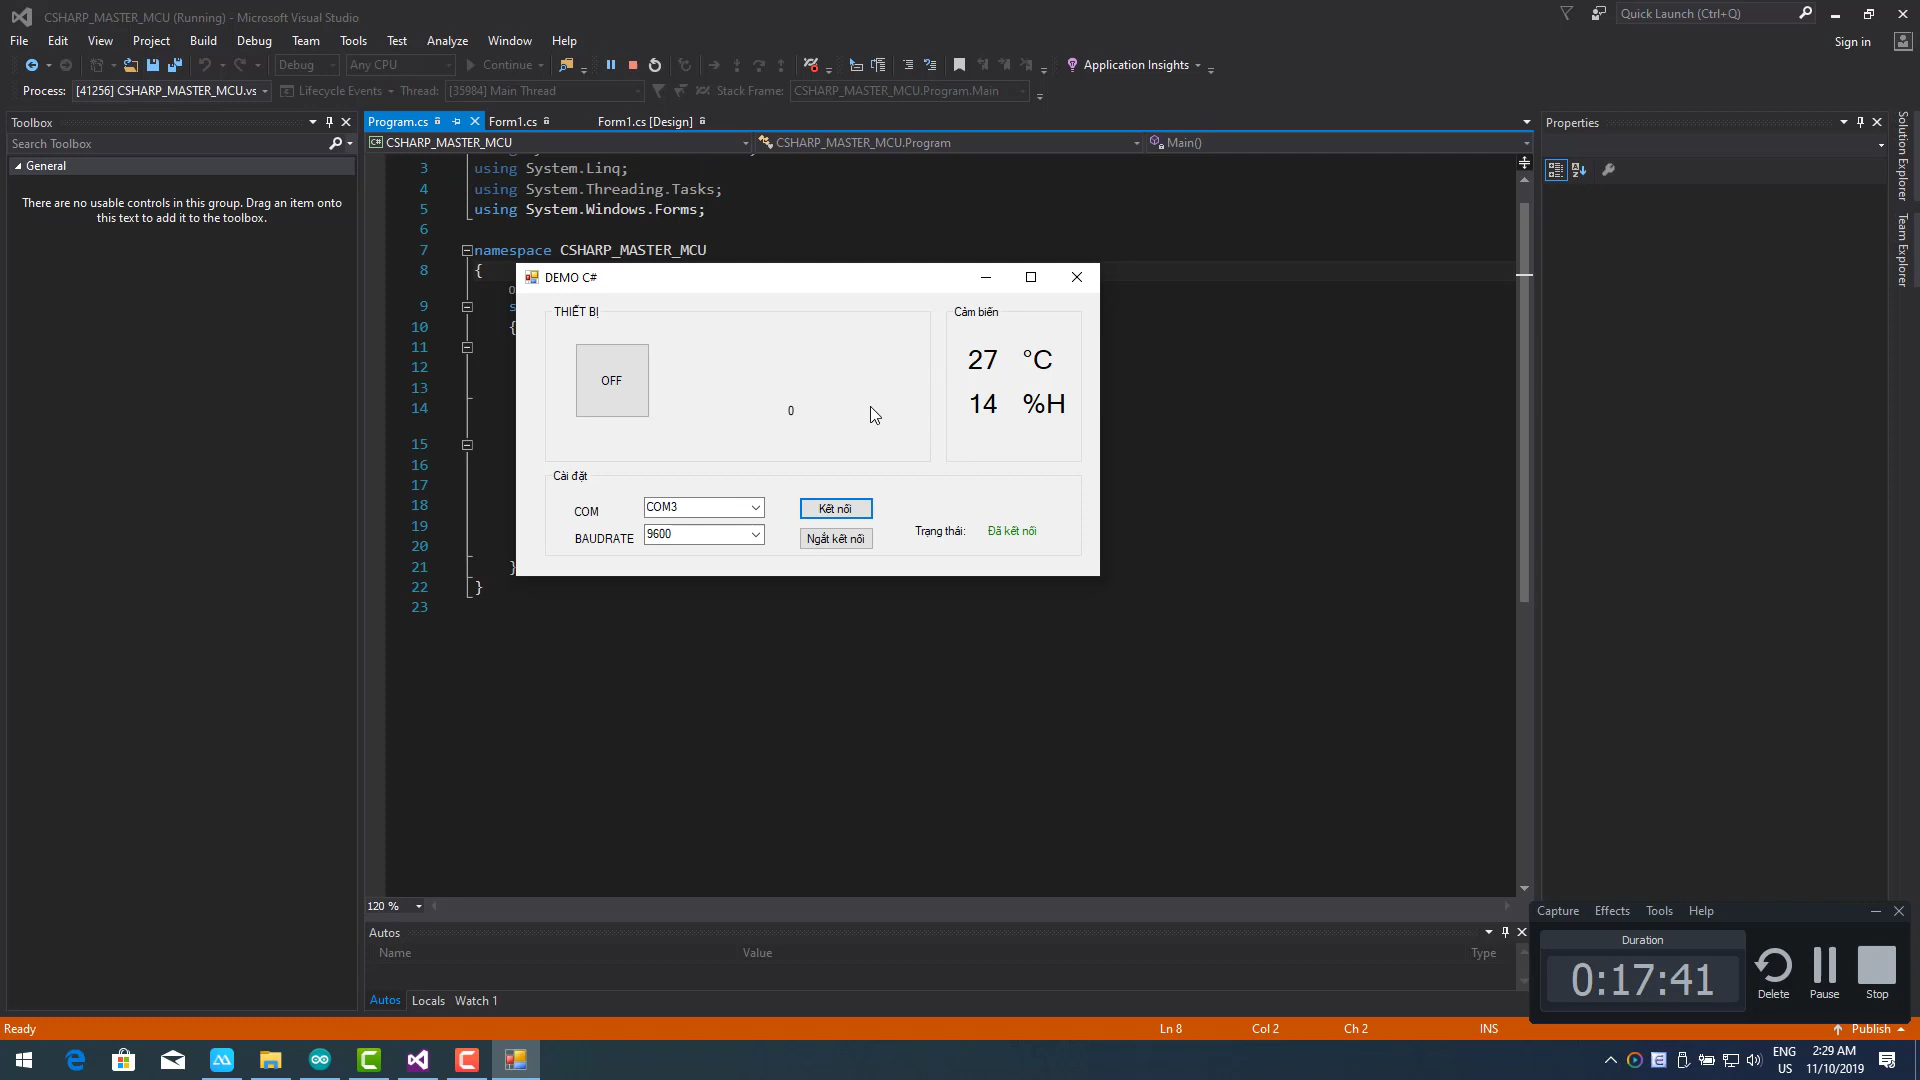 CSHARP_MASTER_MCU (Running) - Microsoft Visual Studio
Quick Launch (Ctrl+Q)
File Edit View Project Build Debug Team Tools Test Analyze Window Help
Sign in
Debug Any CPU Continue Application Insights
Process: [41256] CSHARP_MASTER_MCU.vs Lifecycle Events Thread: [35984] Main Thread Stack Frame: CSHARP_MASTER_MCU.Program.Main
Toolbox
Search Toolbox
General
There are no usable controls in this group. Drag an item onto
this text to add it to the toolbox.
Program.cs Form1.cs Form1.cs [Design]
CSHARP_MASTER_MCU CSHARP_MASTER_MCU.Program Main()
3 using System.Linq;
4 using System.Threading.Tasks;
5 using System.Windows.Forms;
6
7 namespace CSHARP_MASTER_MCU
8 {
9 s
10 {
11
12
13
14
15
16
17
18
19
20
21 }
22 }
23
DEMO C#
THIẾT BỊ
OFF
0
Cảm biến
27 °C
14 %H
Cài đặt
COM COM3
BAUDRATE 9600
Kết nối
Ngắt kết nối
Trạng thái: Đã kết nối
120 %
Autos
Name Value Type
Autos Locals Watch 1
Properties
Solution Explorer
Team Explorer
Capture Effects Tools Help
Duration
0:17:41
Delete Pause Stop
Ready Ln 8 Col 2 Ch 2 INS Publish
ENG
US
2:29 AM
11/10/2019